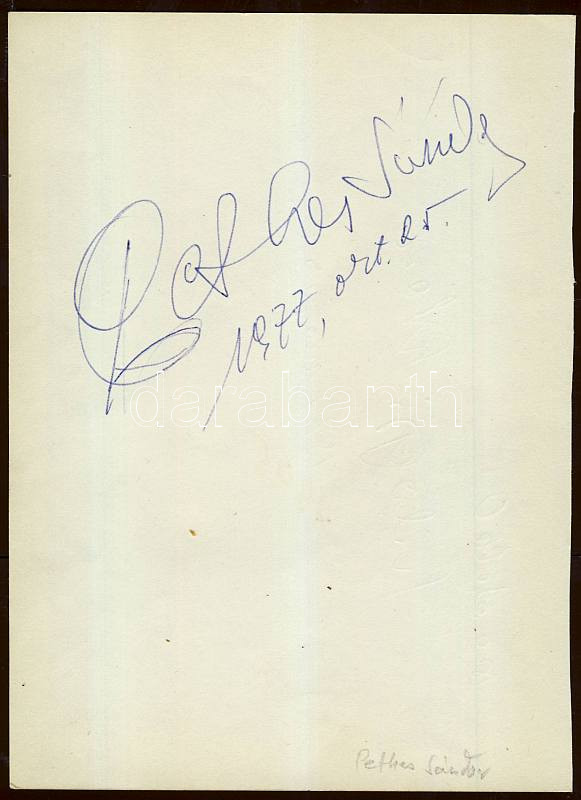 Pethes Sándor
1977, okt. 25.
darabanth
Pethes Sándor